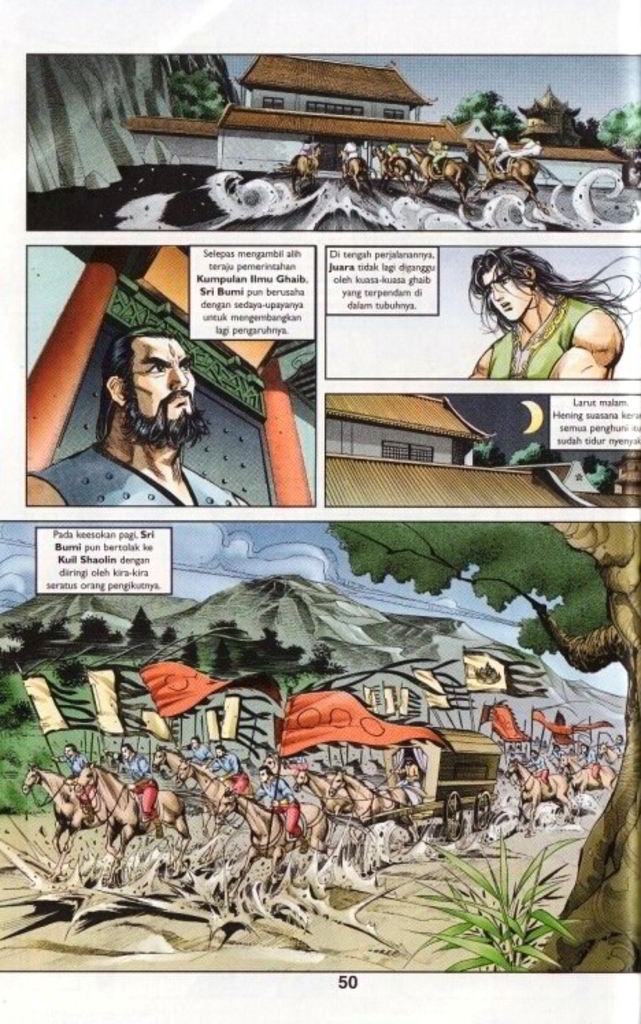 Selepas mengambil alih
teraju pemerintahan
Kumpulan Ilmu Ghaib,
Sri Bumi pun berusaha
dengan sedaya-upayanya
untuk mengembangkan
lagi pengaruhnya.
Di tengah perjalanannya,
Juara tidak lagi diganggu
oleh kuasa-kuasa ghaib
yang terpendam di
dalam tubuhnya.
Larut malam.
Hening suasana kera
semua penghuni itu
sudah tidur nyenya
Pada keesokan pagi, Sri
Bumi pun bertolak ke
Kuil Shaolin dengan
diiringi oleh kira-kira
seratus orang pengikutnya.
50